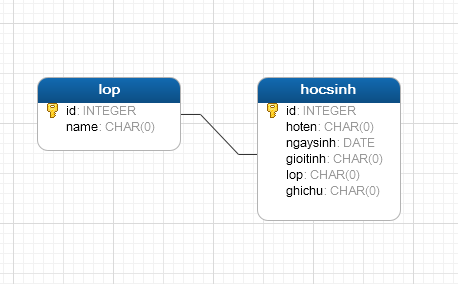 lop
id: INTEGER
name: CHAR(0)
hocsinh
id: INTEGER
hoten: CHAR(0)
ngaysinh: DATE
gioitinh: CHAR(0)
lop: CHAR(0)
ghichu: CHAR(0)